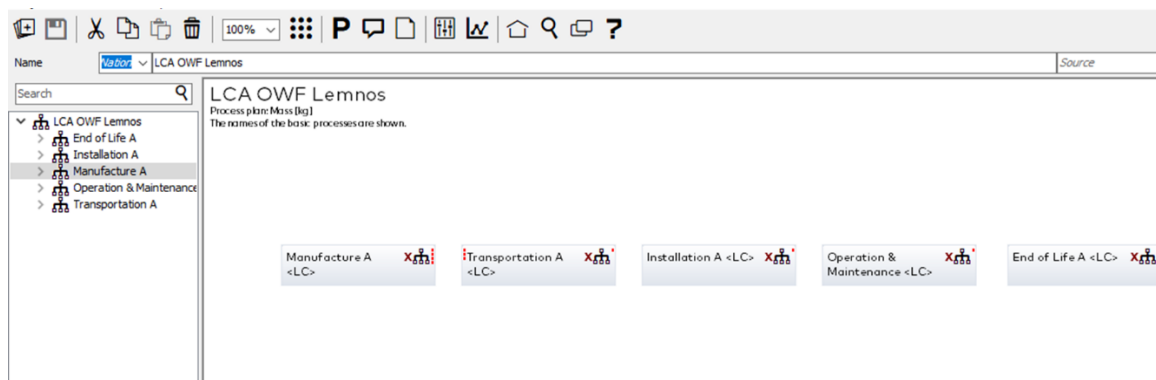 100%
P
?
Name
Nation
LCA OWF Lemnos
Source
Search
LCA OWF Lemnos
End of Life A
Installation A
Manufacture A
Operation & Maintenance
Transportation A
LCA OWF Lemnos
Process plan: Mass [kg]
The names of the basic processes are shown.
Manufacture A
<LC>
X
Transportation A
<LC>
X
Installation A <LC>
X
Operation &
Maintenance <LC>
X
End of Life A <LC>
X